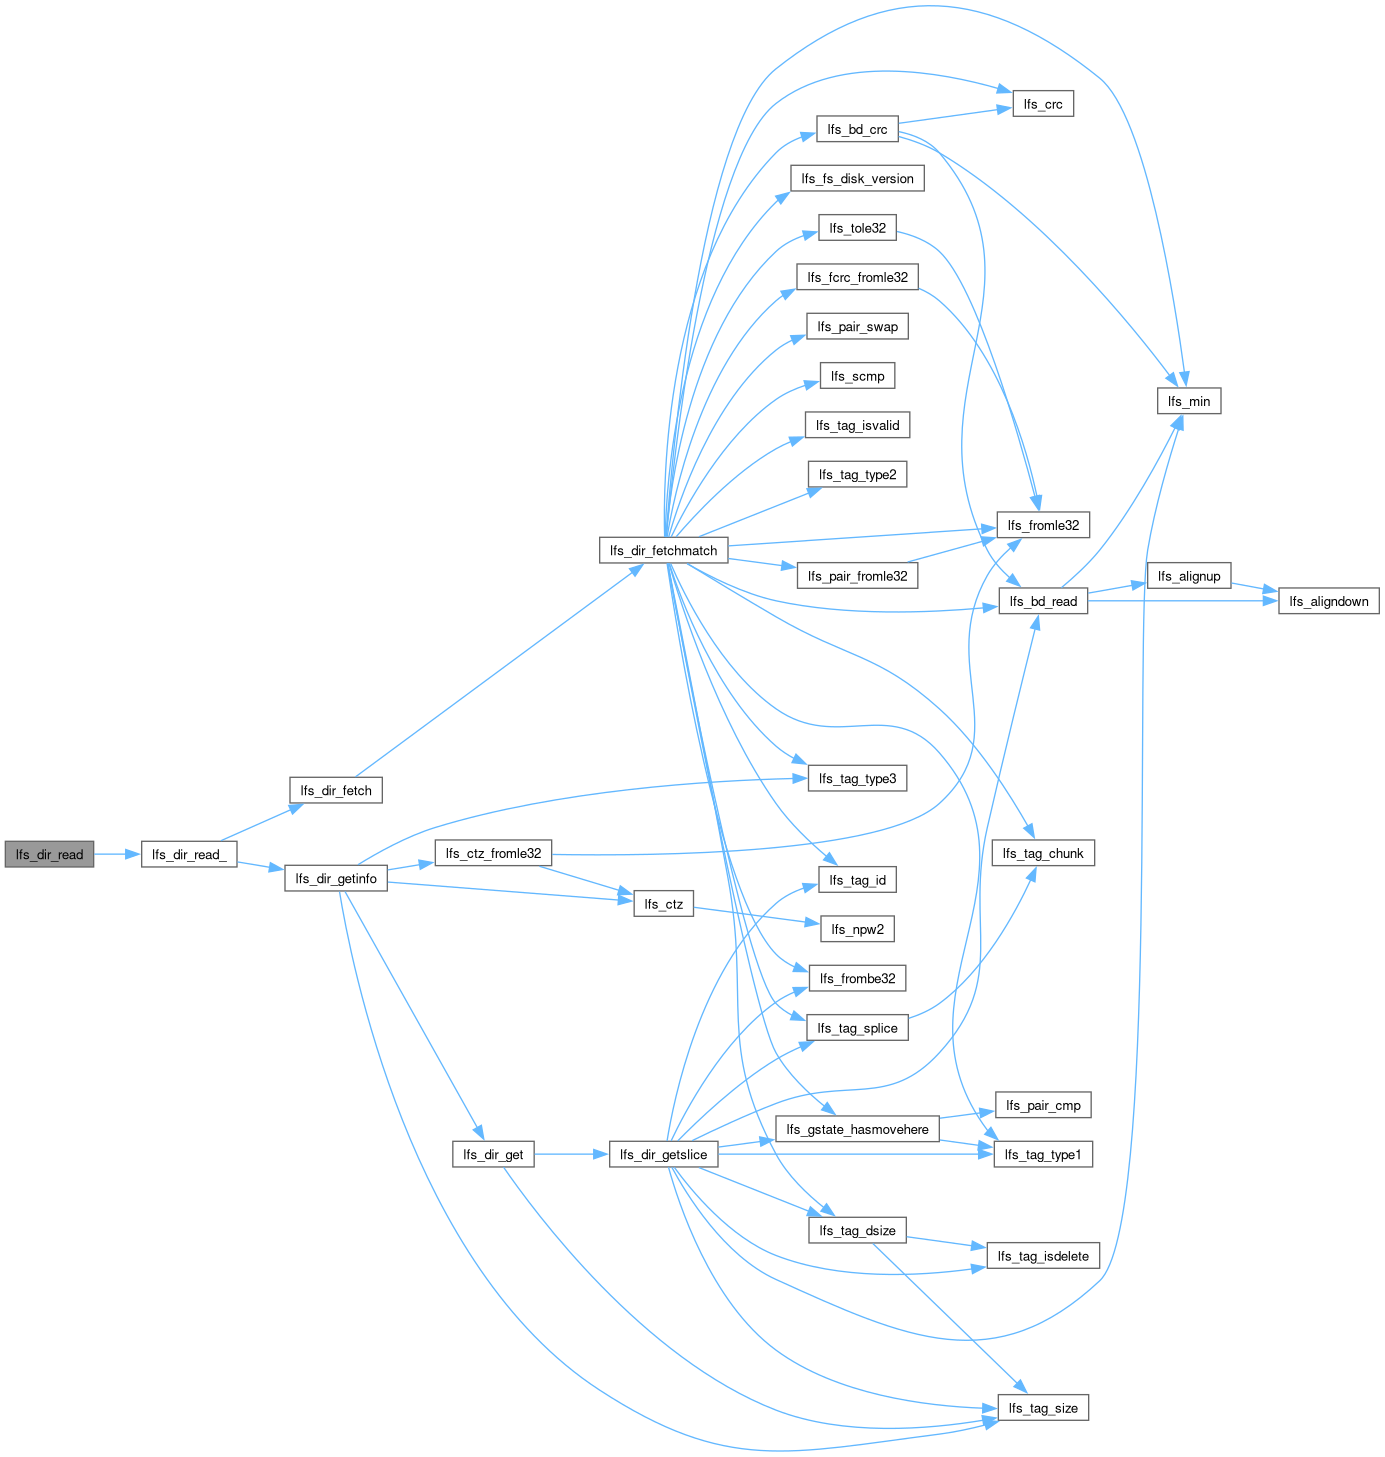 lfs_crc
lfs_bd_crc
lfs_fs_disk_version
lfs_tole32
lfs_fcrc_fromle32
lfs_pair_swap
lfs_scmp
lfs_min
lfs_tag_isvalid
lfs_tag_type2
lfs_fromle32
lfs_dir_fetchmatch
lfs_pair_fromle32
lfs_alignup
lfs_bd_read
lfs_aligndown
lfs_tag_type3
lfs_dir_fetch
lfs_dir_read
lfs_dir_read_
lfs_ctz_fromle32
lfs_tag_chunk
lfs_dir_getinfo
lfs_tag_id
lfs_ctz
lfs_npw2
lfs_frombe32
lfs_tag_splice
lfs_pair_cmp
lfs_gstate_hasmovehere
lfs_dir_get
lfs_dir_getslice
lfs_tag_type1
lfs_tag_dsize
lfs_tag_isdelete
lfs_tag_size